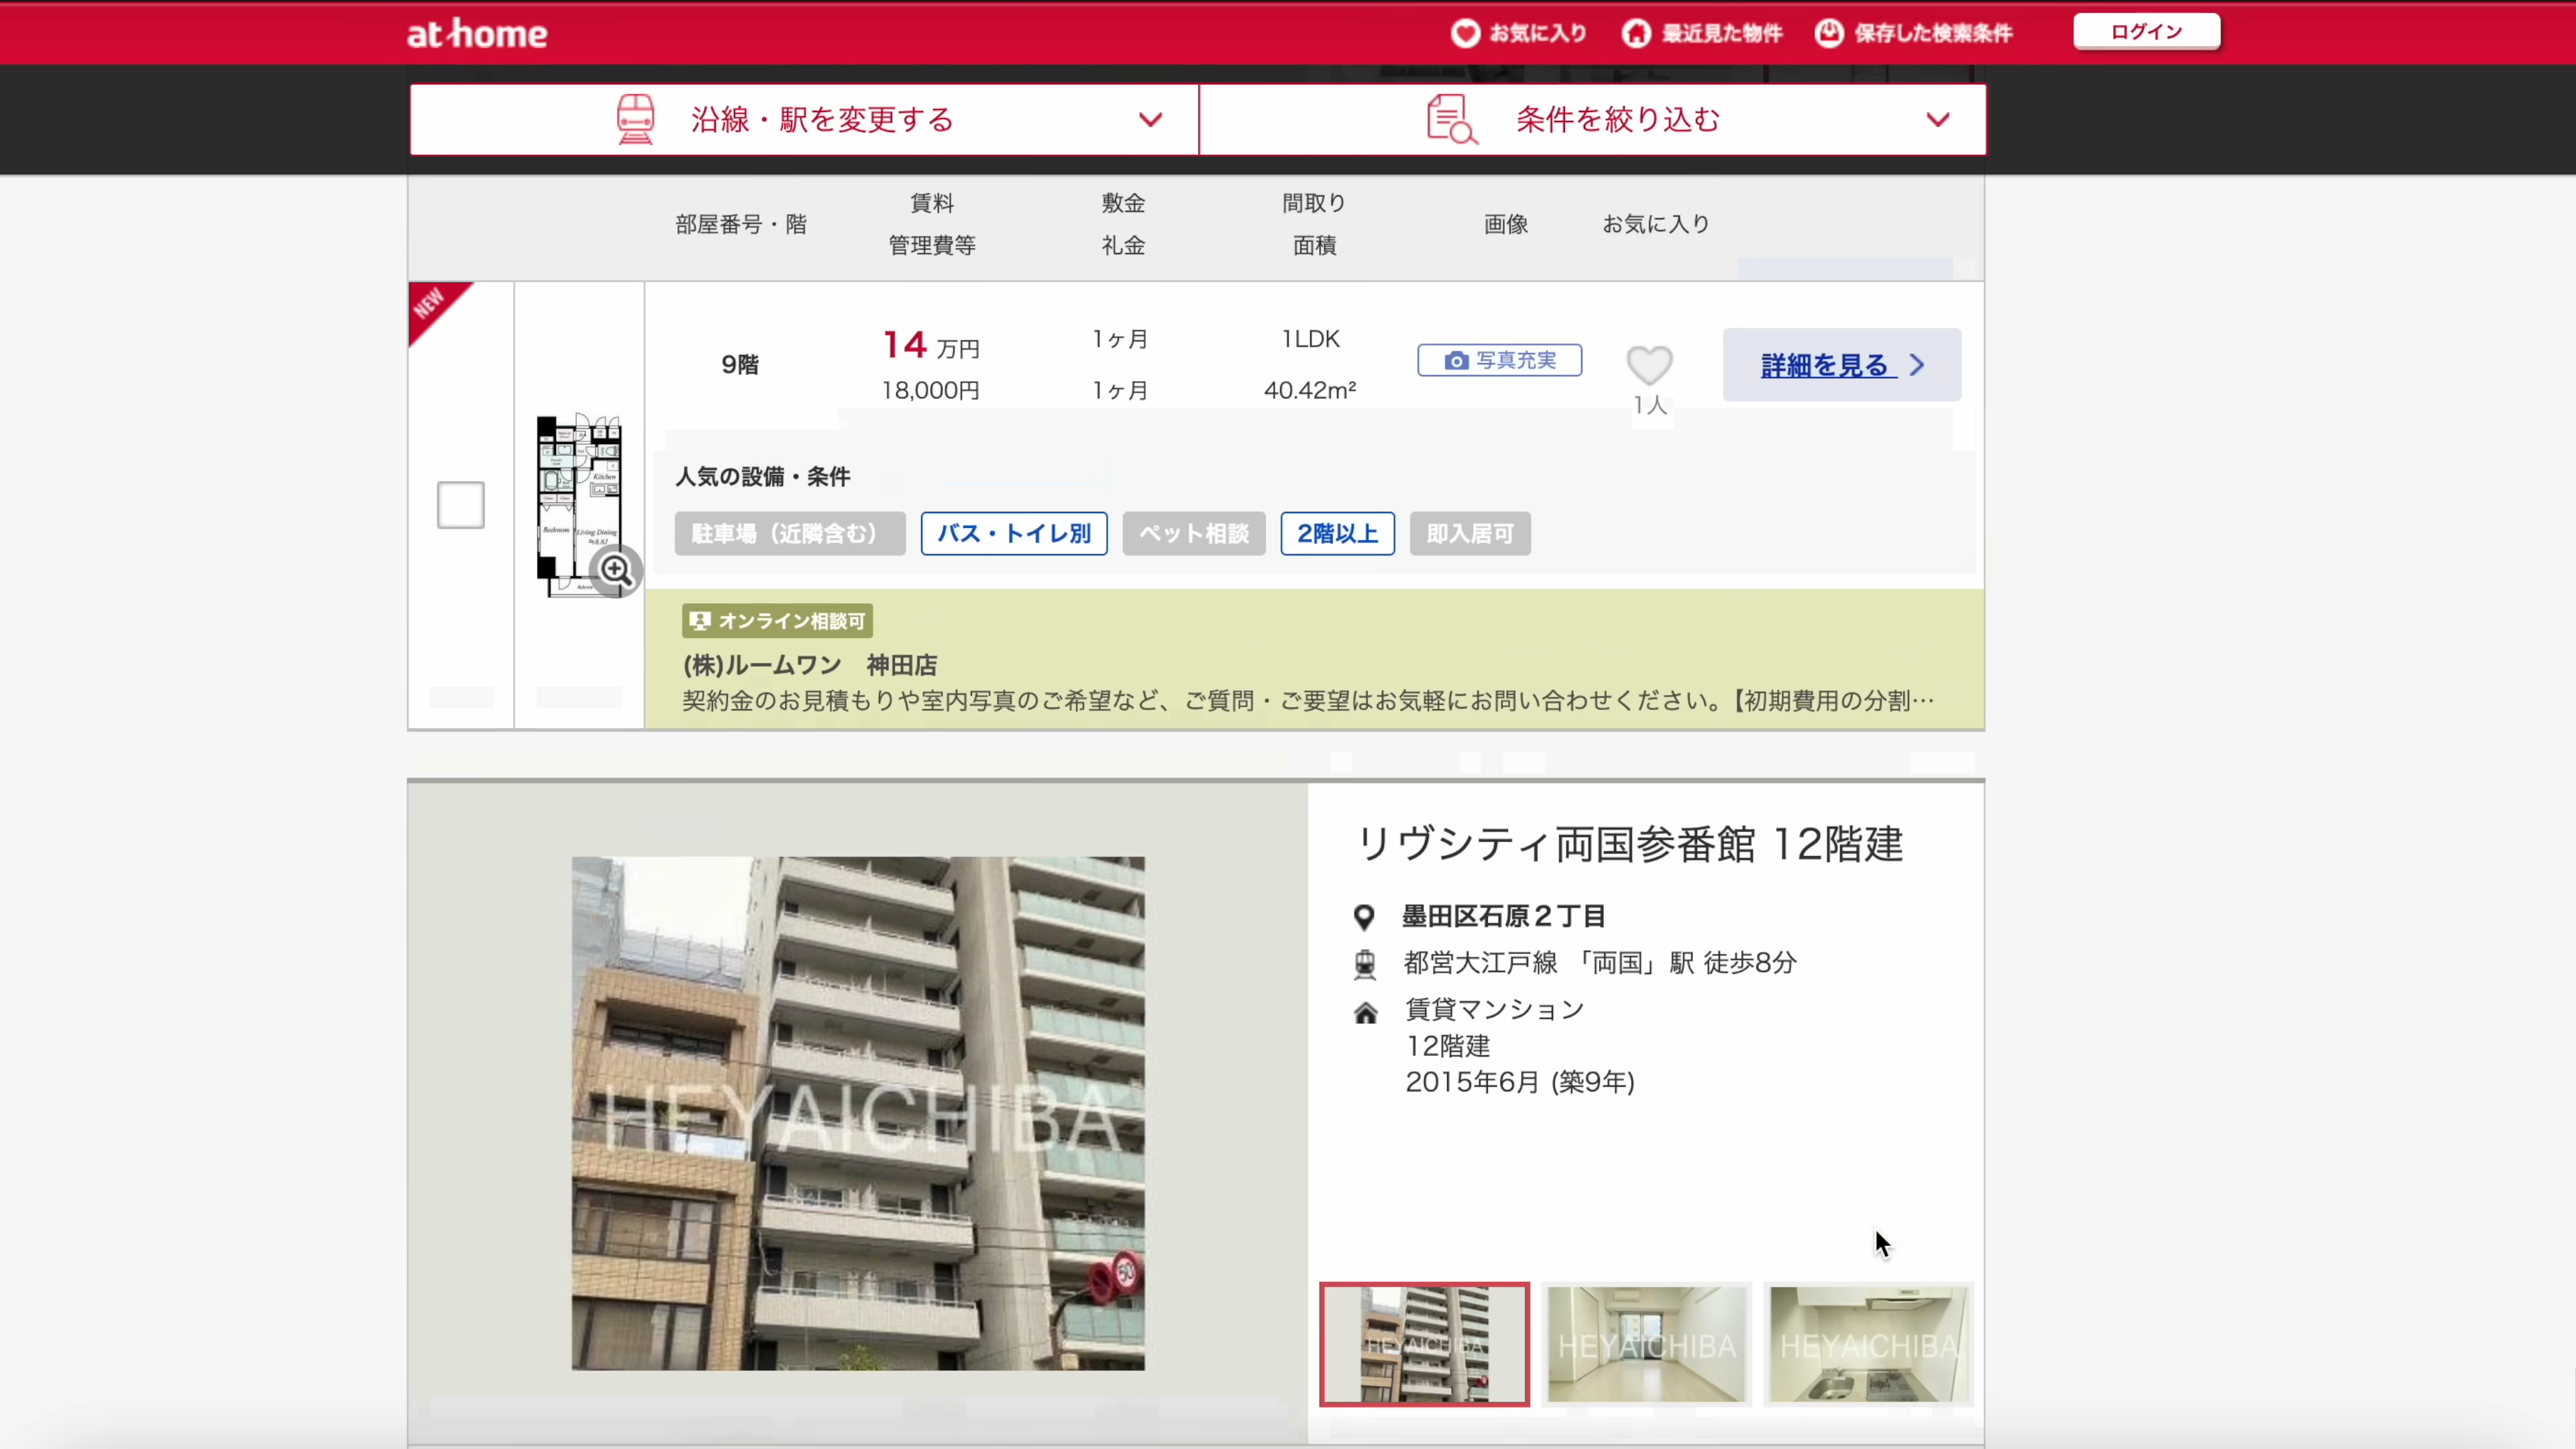 at home
お気に入り
最近見た物件
保存した検索条件
ログイン
沿線・駅を変更する
条件を絞り込む
部屋番号・階
賃料
管理費等
敷金
礼金
間取り
面積
画像
お気に入り
NEW
9階
14 万円
18,000円
1ヶ月
1ヶ月
1LDK
40.42m²
写真充実
1人
詳細を見る
Kitchen
Bedroom
Living Dining
人気の設備・条件
駐車場（近隣含む）
バス・トイレ別
ペット相談
2階以上
即入居可
オンライン相談可
(株)ルームワン　神田店
契約金のお見積もりや室内写真のご希望など、ご質問・ご要望はお気軽にお問い合わせください。【初期費用の分割…
リヴシティ両国参番館 12階建
墨田区石原２丁目
都営大江戸線 「両国」駅 徒歩8分
賃貸マンション
12階建
2015年6月 (築9年)
HEYAICHIBA
50
HEYAICHIBA
HEYAICHIBA
HEYAICHIBA